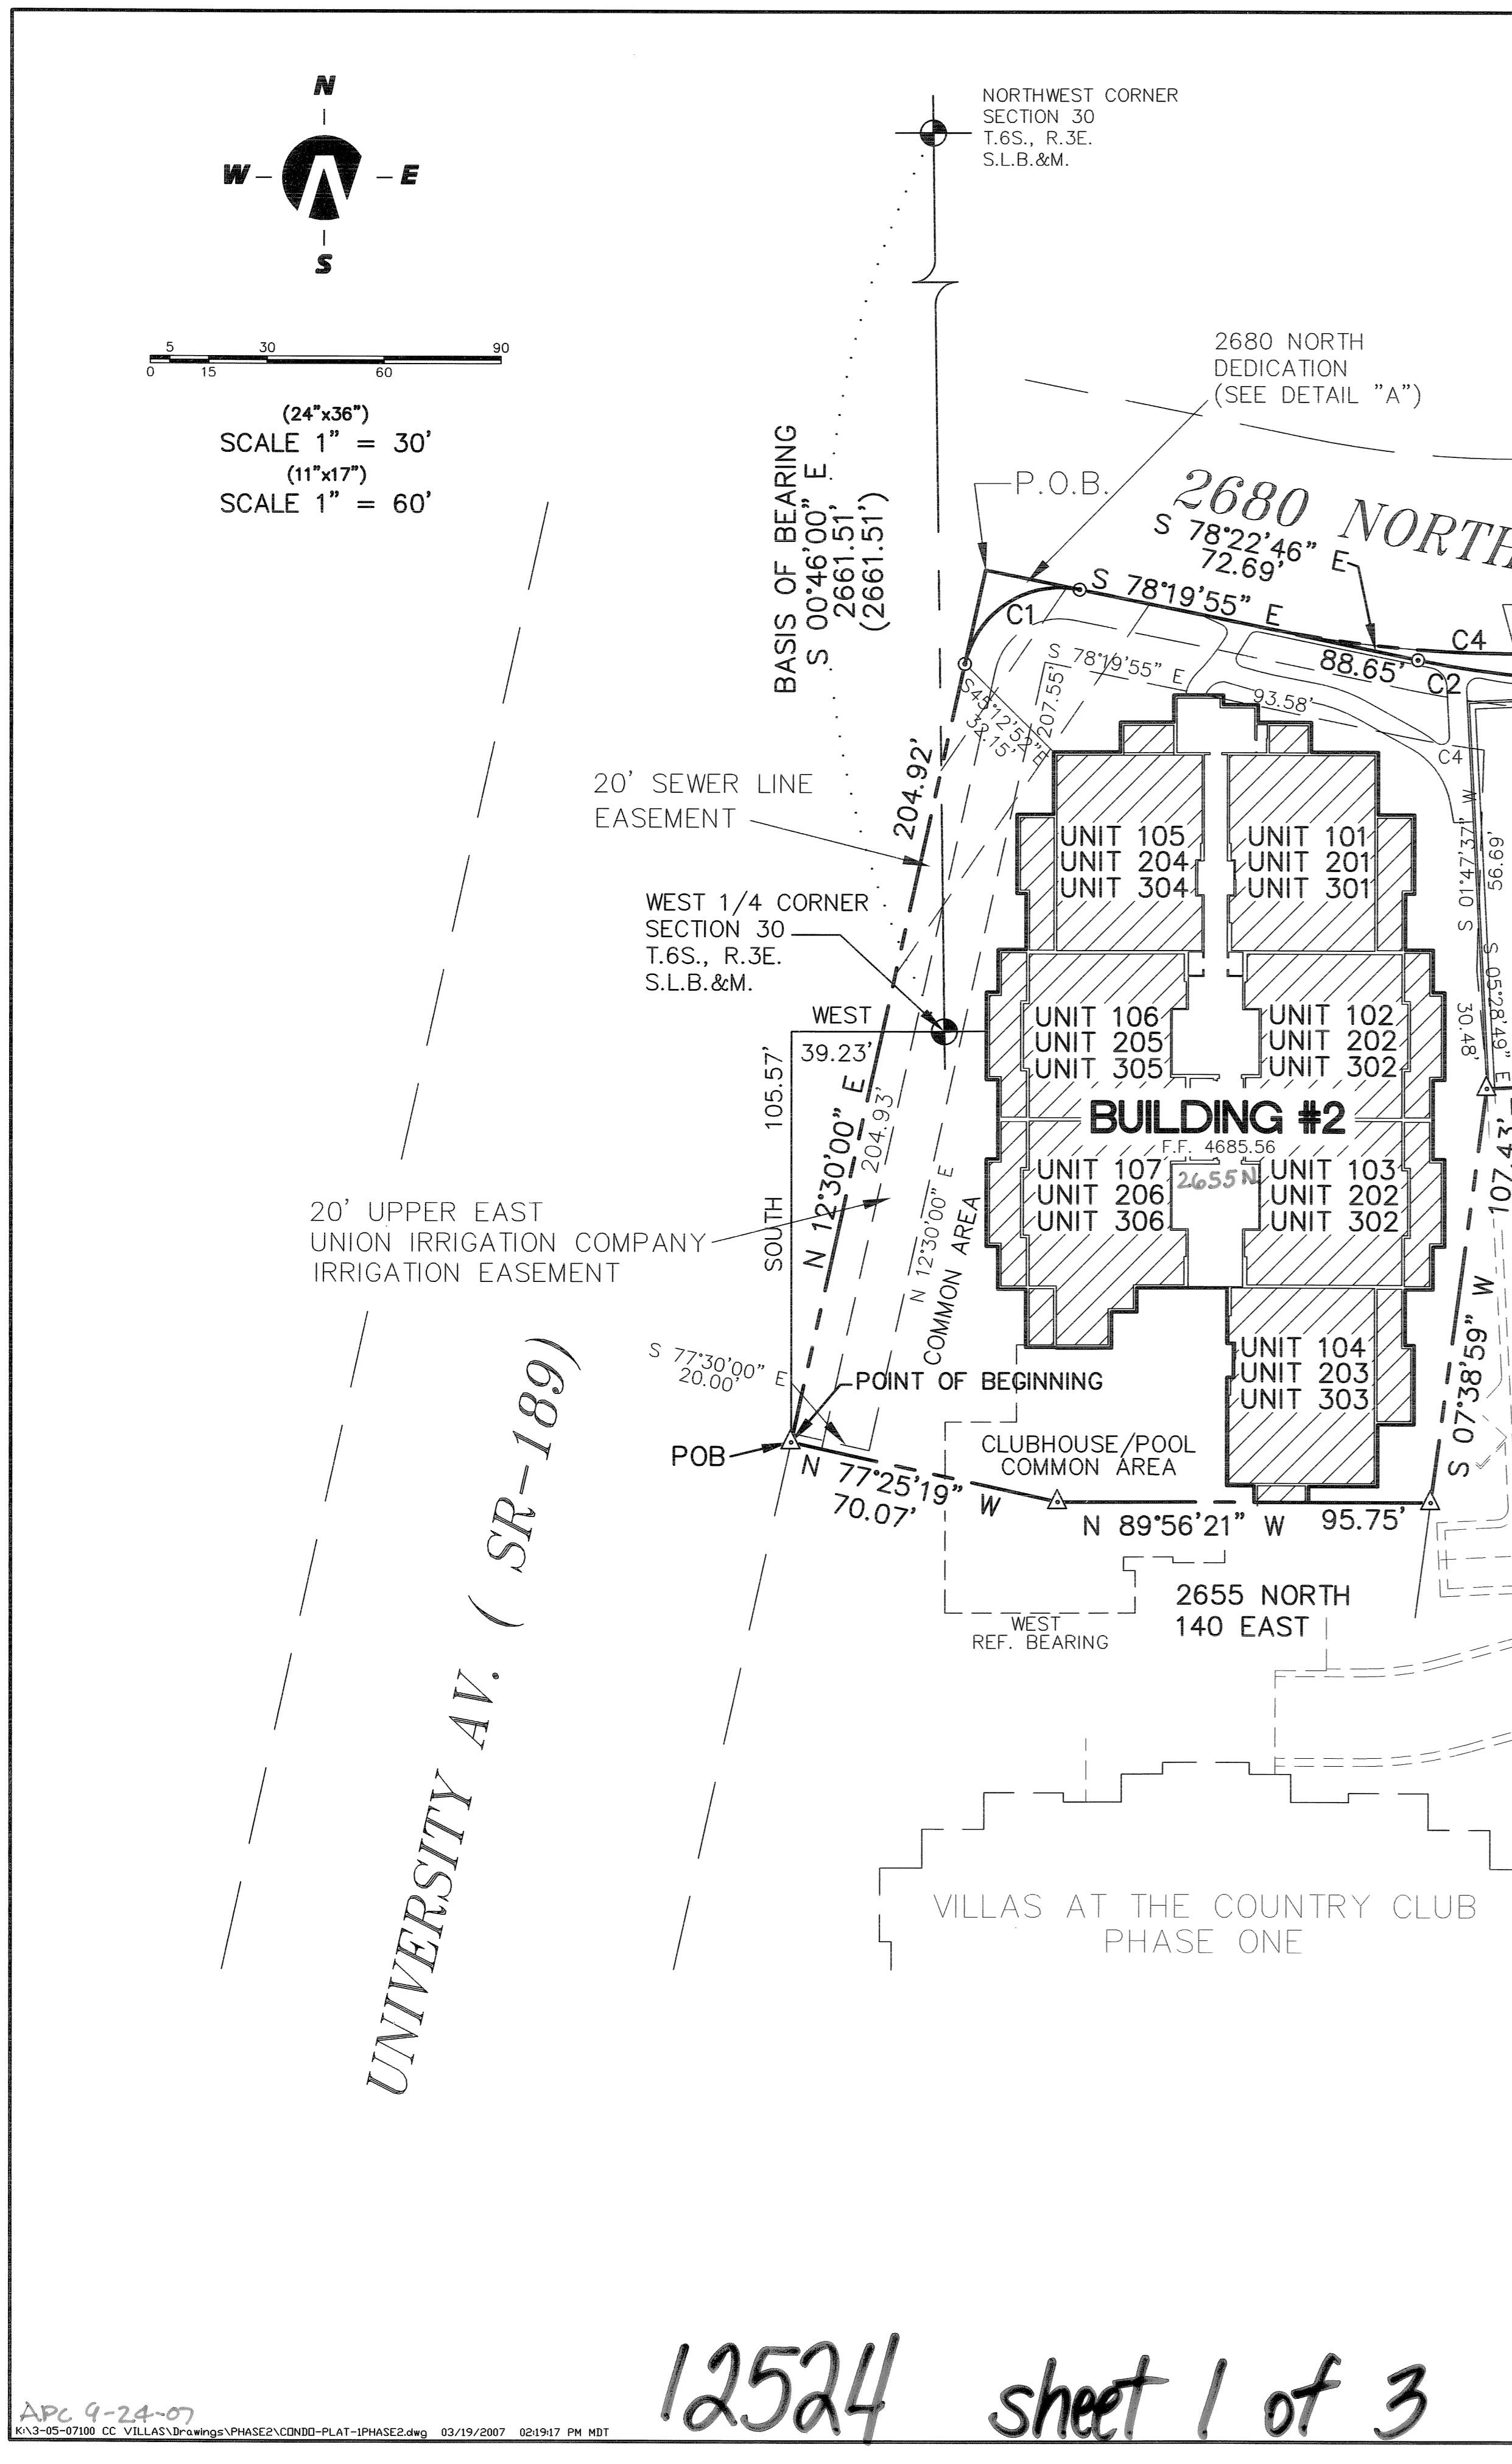 N
W
E
S
NORTHWEST CORNER
SECTION 30
T.6S., R.3E.
S.L.B.&M.
5 30 90
0 15 60
(24"x36")
SCALE 1" = 30'
(11"x17")
SCALE 1" = 60'
2680 NORTH
DEDICATION
(SEE DETAIL "A")
BASIS OF BEARING
S 00°46'00" E
2661.51'
(2661.51')
P.O.B.
2680 NORTH
S 78°22'46" E
72.69'
S 78°19'55" E
88.65'
C1
C4
C2
S 78°19'55" E
93.58'
C4
207.55'
S45°12'52"E
32.15'
204.92'
20' SEWER LINE
EASEMENT
WEST 1/4 CORNER
SECTION 30
T.6S., R.3E.
S.L.B.&M.
WEST
39.23'
SOUTH 105.57'
N 12°30'00" E
204.93'
N 12°30'00" E
COMMON AREA
UNIT 105
UNIT 204
UNIT 304
UNIT 101
UNIT 201
UNIT 301
UNIT 106
UNIT 205
UNIT 305
UNIT 102
UNIT 202
UNIT 302
BUILDING #2
F.F. 4685.56
2655 N
UNIT 107
UNIT 206
UNIT 306
UNIT 103
UNIT 202
UNIT 302
UNIT 104
UNIT 203
UNIT 303
S 01°47'37" W
56.69'
S 05°28'49" E
30.48'
S 07°38'59" W 107.43'
20' UPPER EAST
UNION IRRIGATION COMPANY
IRRIGATION EASEMENT
S 77°30'00" E
20.00'
POINT OF BEGINNING
POB
N 77°25'19" W
70.07'
CLUBHOUSE/POOL
COMMON AREA
N 89°56'21" W 95.75'
2655 NORTH
140 EAST
WEST
REF. BEARING
UNIVERSITY AV. ( SR-189)
VILLAS AT THE COUNTRY CLUB
PHASE ONE
12524 sheet 1 of 3
APC 9-24-07
K:\3-05-07100 CC VILLAS\Drawings\PHASE2\CONDO-PLAT-1PHASE2.dwg 03/19/2007 02:19:17 PM MDT